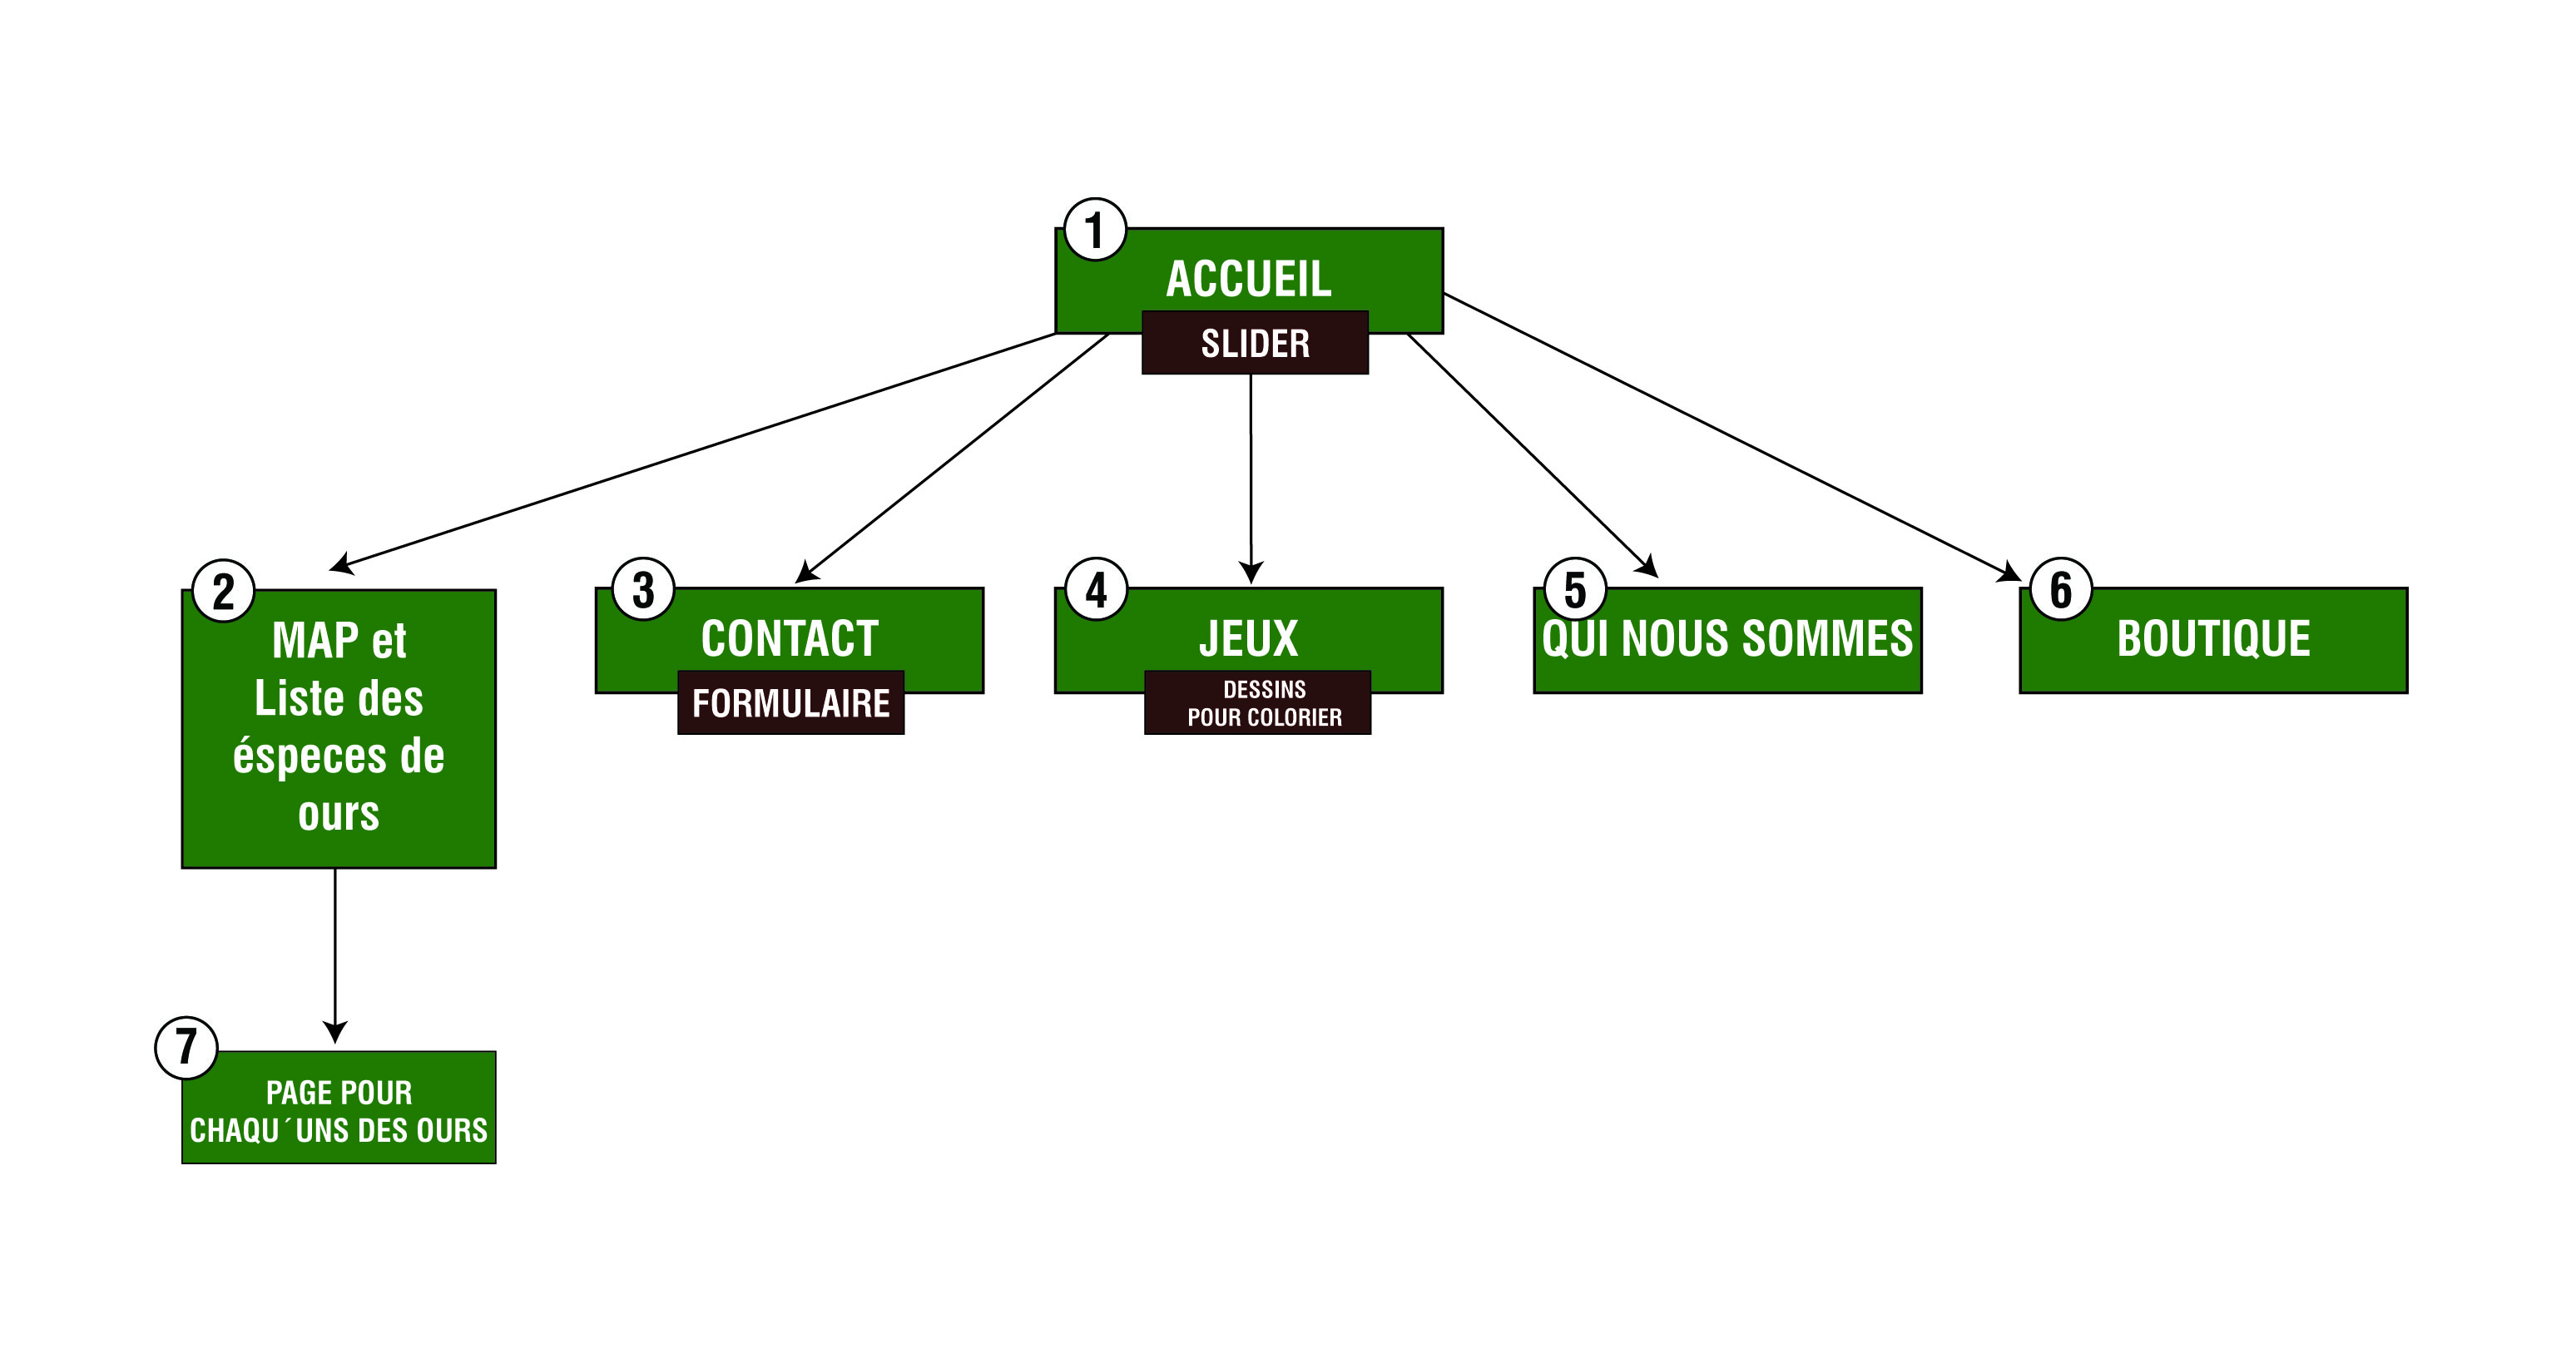 1
ACCUEIL
SLIDER
2
MAP et
Liste des
éspeces de
ours
3
CONTACT
FORMULAIRE
4
JEUX
DESSINS
POUR COLORIER
5
QUI NOUS SOMMES
6
BOUTIQUE
7
PAGE POUR
CHAQU´UNS DES OURS